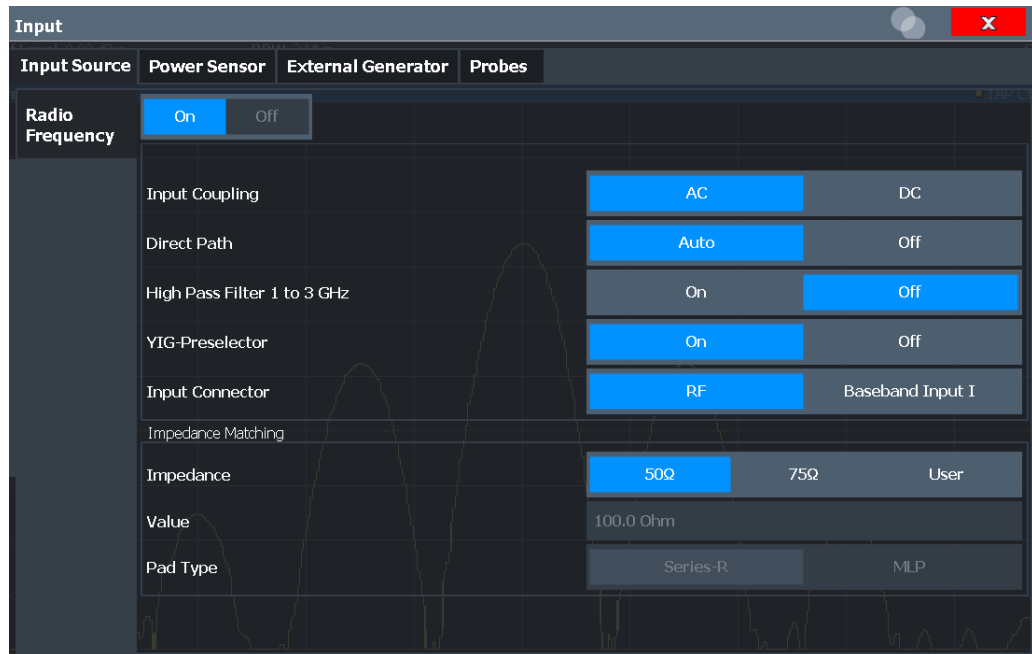 Input
X
Input Source Power Sensor External Generator Probes
Radio
Frequency
On Off
Input Coupling AC DC
Direct Path Auto Off
High Pass Filter 1 to 3 GHz On Off
YIG-Preselector On Off
Input Connector RF Baseband Input I
Impedance Matching
Impedance 50Ω 75Ω User
Value 100.0 Ohm
Pad Type Series-R MLP